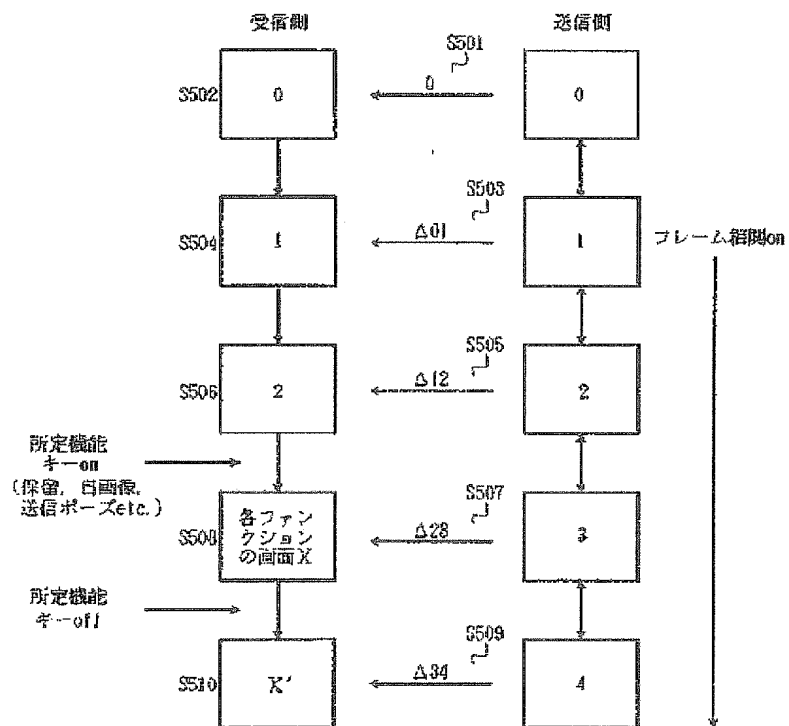 受信側
送信側
S501
S502
0
0
0
S503
S504
1
Δ01
1
フレーム相関on
S505
S506
2
Δ12
2
所定機能
キーon
(保留, 自画像,
送信ポーズetc.)
S507
S508
各ファン
クション
の画面X
Δ23
3
所定機能
キーoff
S509
S510
X'
Δ34
4